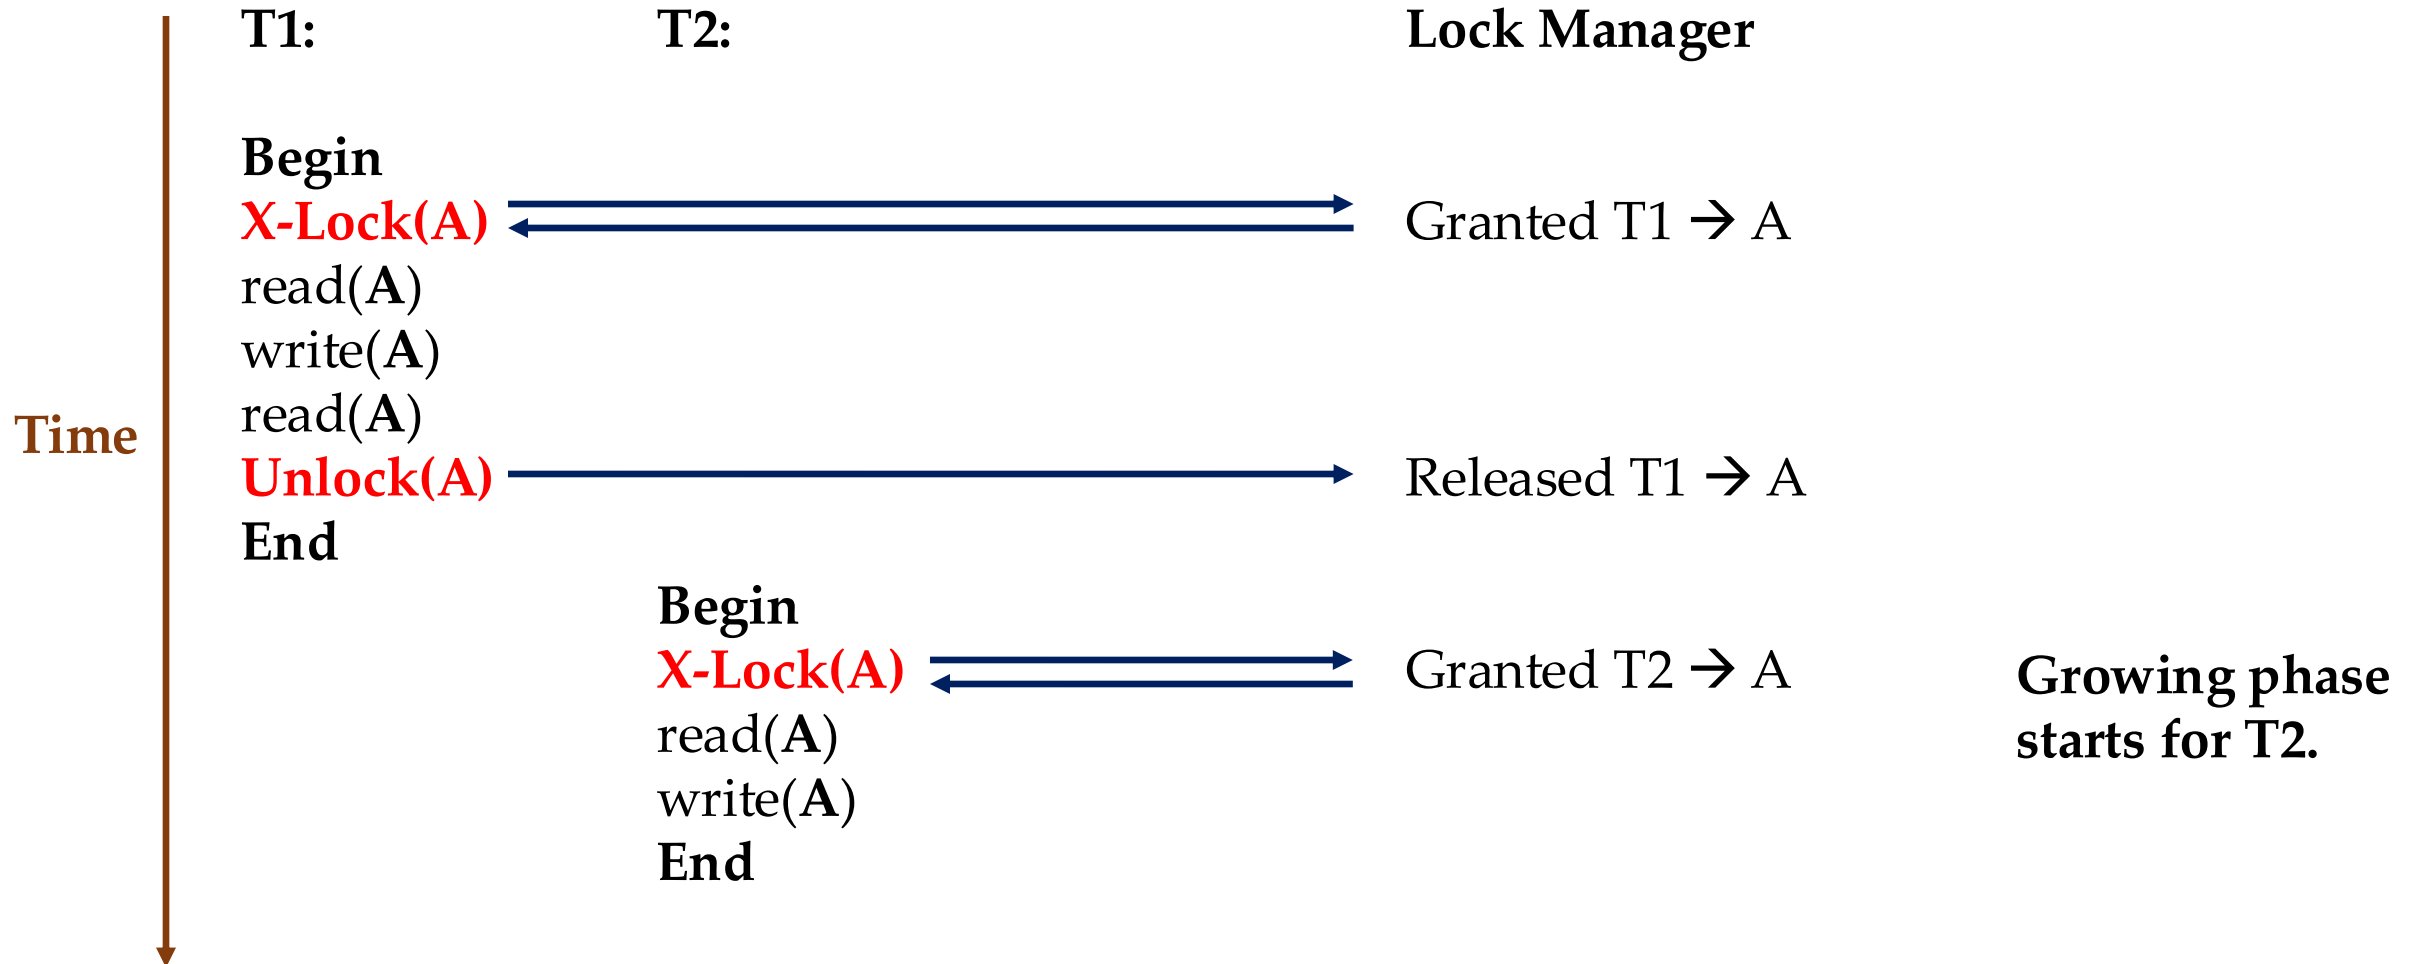 T1: T2: Lock Manager
Begin
X-Lock(A) Granted T1 → A
read(A)
write(A)
read(A)
Time
Unlock(A) Released T1 → A
End
Begin
X-Lock(A) Granted T2 → A
Growing phase
starts for T2.
read(A)
write(A)
End